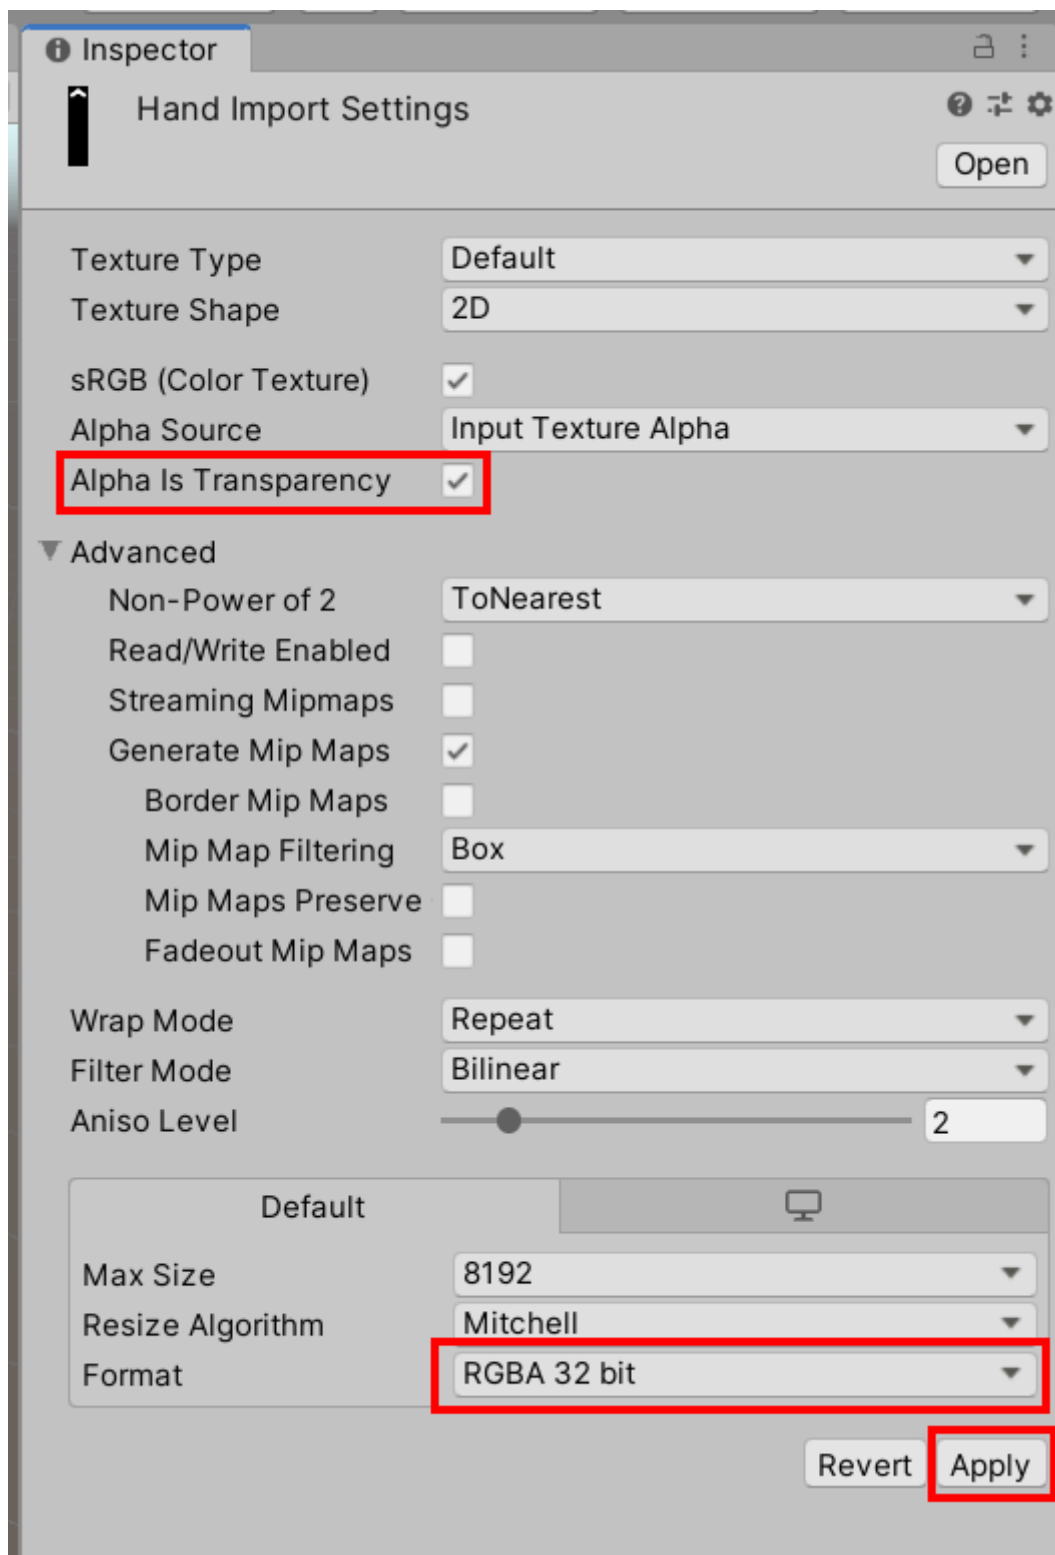 Inspector
Hand Import Settings
Open
Texture Type Default
Texture Shape 2D
sRGB (Color Texture)
Alpha Source Input Texture Alpha
Alpha Is Transparency
Advanced
Non-Power of 2 ToNearest
Read/Write Enabled
Streaming Mipmaps
Generate Mip Maps
Border Mip Maps
Mip Map Filtering Box
Mip Maps Preserve
Fadeout Mip Maps
Wrap Mode Repeat
Filter Mode Bilinear
Aniso Level 2
Default
Max Size 8192
Resize Algorithm Mitchell
Format RGBA 32 bit
Revert Apply